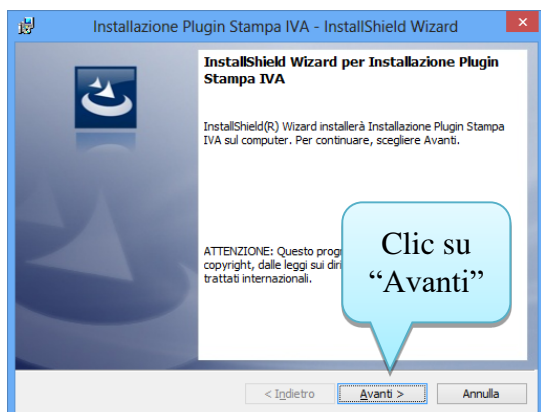 Installazione Plugin Stampa IVA - InstallShield Wizard
InstallShield Wizard per Installazione Plugin
Stampa IVA
InstallShield(R) Wizard installerà Installazione Plugin Stampa
IVA sul computer. Per continuare, scegliere Avanti.
ATTENZIONE: Questo
copyright, dalle leggi sui
trattati internazionali.
Clic su
“Avanti”
< Indietro
Avanti >
Annulla